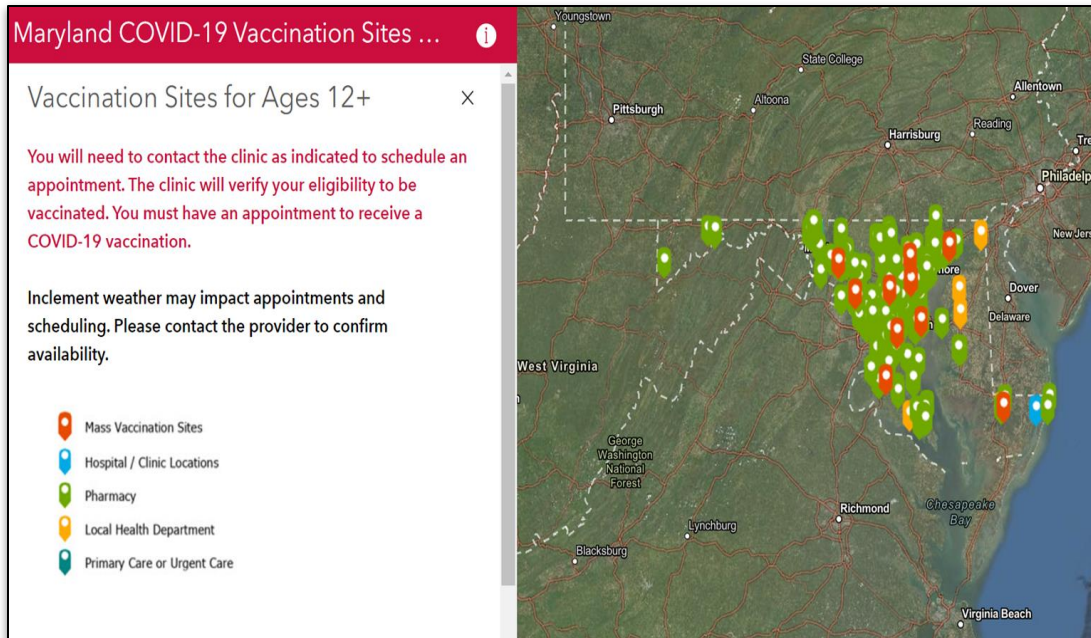 Maryland COVID-19 Vaccination Sites ...
Vaccination Sites for Ages 12+
You will need to contact the clinic as indicated to schedule an
appointment. The clinic will verify your eligibility to be
vaccinated. You must have an appointment to receive a
COVID-19 vaccination.
Inclement weather may impact appointments and
scheduling. Please contact the provider to confirm
availability.
Mass Vaccination Sites
Hospital / Clinic Locations
Pharmacy
Local Health Department
Primary Care or Urgent Care
Youngstown
State College
Allentown
Pittsburgh
Altoona
Reading
Harrisburg
Tre
Philadelp
New Jers
more
Dover
Delaware
West Virginia
George
Washington
National
Forest
Chesapeake
Bay
Richmond
Lynchburg
Blacksburg
Virginia Beach